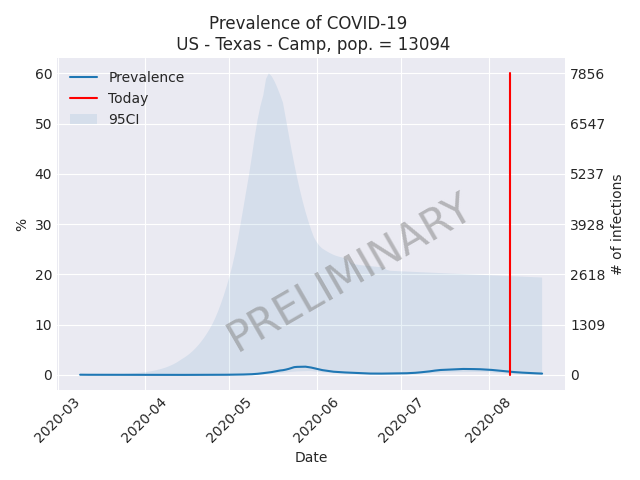 Prevalence of COVID-19
US - Texas - Camp, pop. = 13094
Prevalence
Today
95CI
60
50
40
30
20
10
0
%
7856
6547
5237
3928
2618
1309
0
# of infections
PRELIMINARY
2020-03
2020-04
2020-05
2020-06
2020-07
2020-08
Date